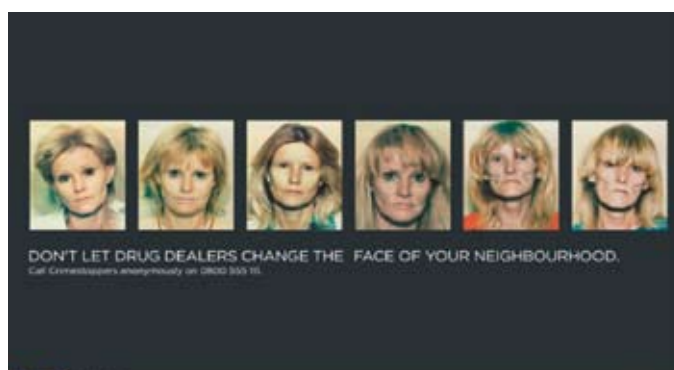 DON'T LET DRUG DEALERS CHANGE THE FACE OF YOUR NEIGHBOURHOOD.
Call Crimestoppers anonymously on 0800 555 111.